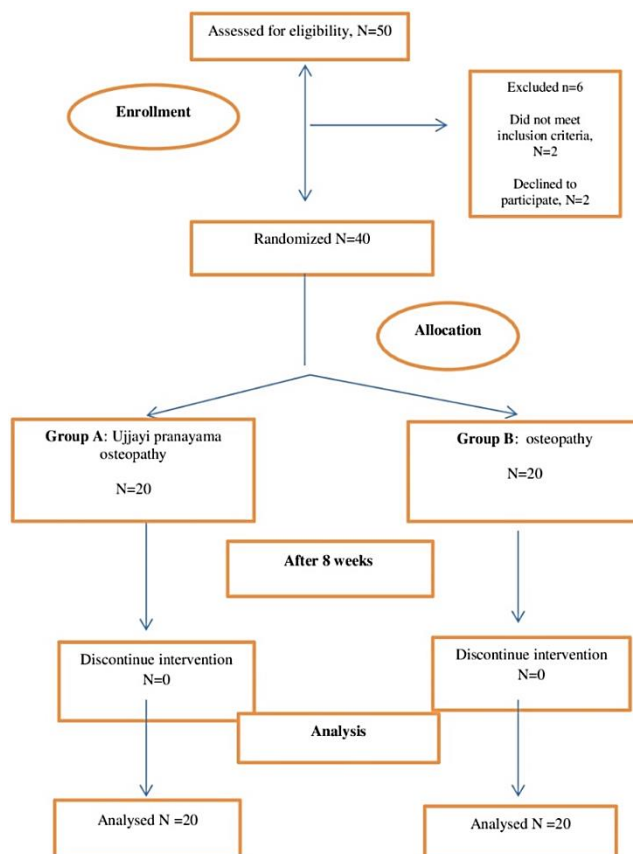 Assessed for eligibility, N=50
Enrollment
Excluded n=6
Did not meet
inclusion criteria,
N=2
Declined to
participate, N=2
Randomized N=40
Allocation
Group A: Ujjayi pranayama
osteopathy
N=20
Group B: osteopathy
N=20
After 8 weeks
Discontinue intervention
N=0
Discontinue intervention
N=0
Analysis
Analysed N =20
Analysed N =20